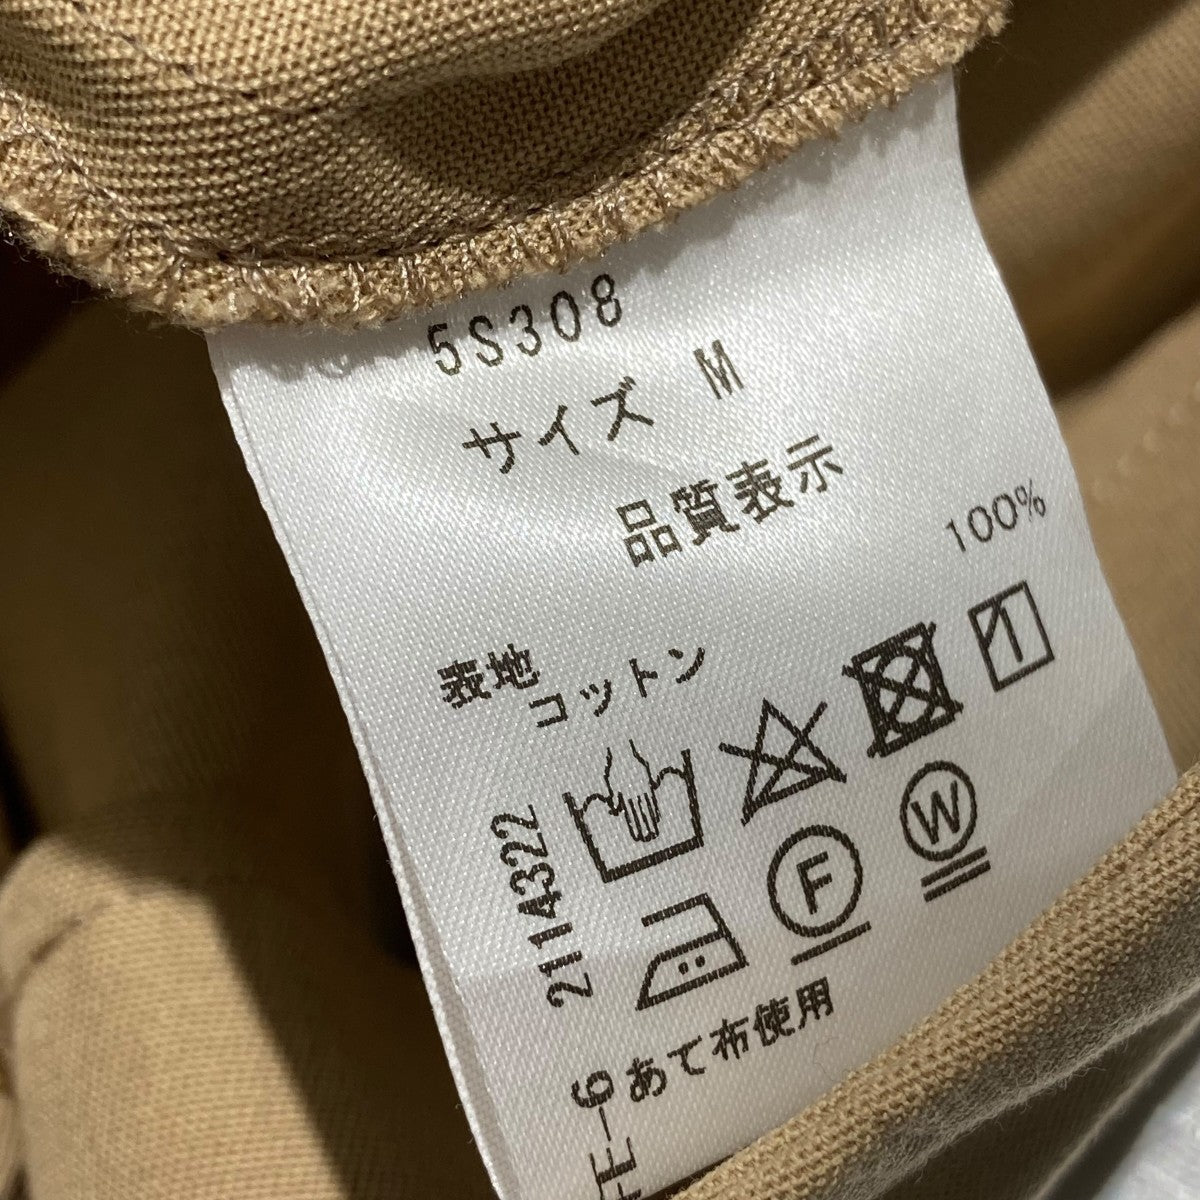 5S308
サイズ M
品質表示
表地
コットン 100%
2114322
F
W
あて布使用